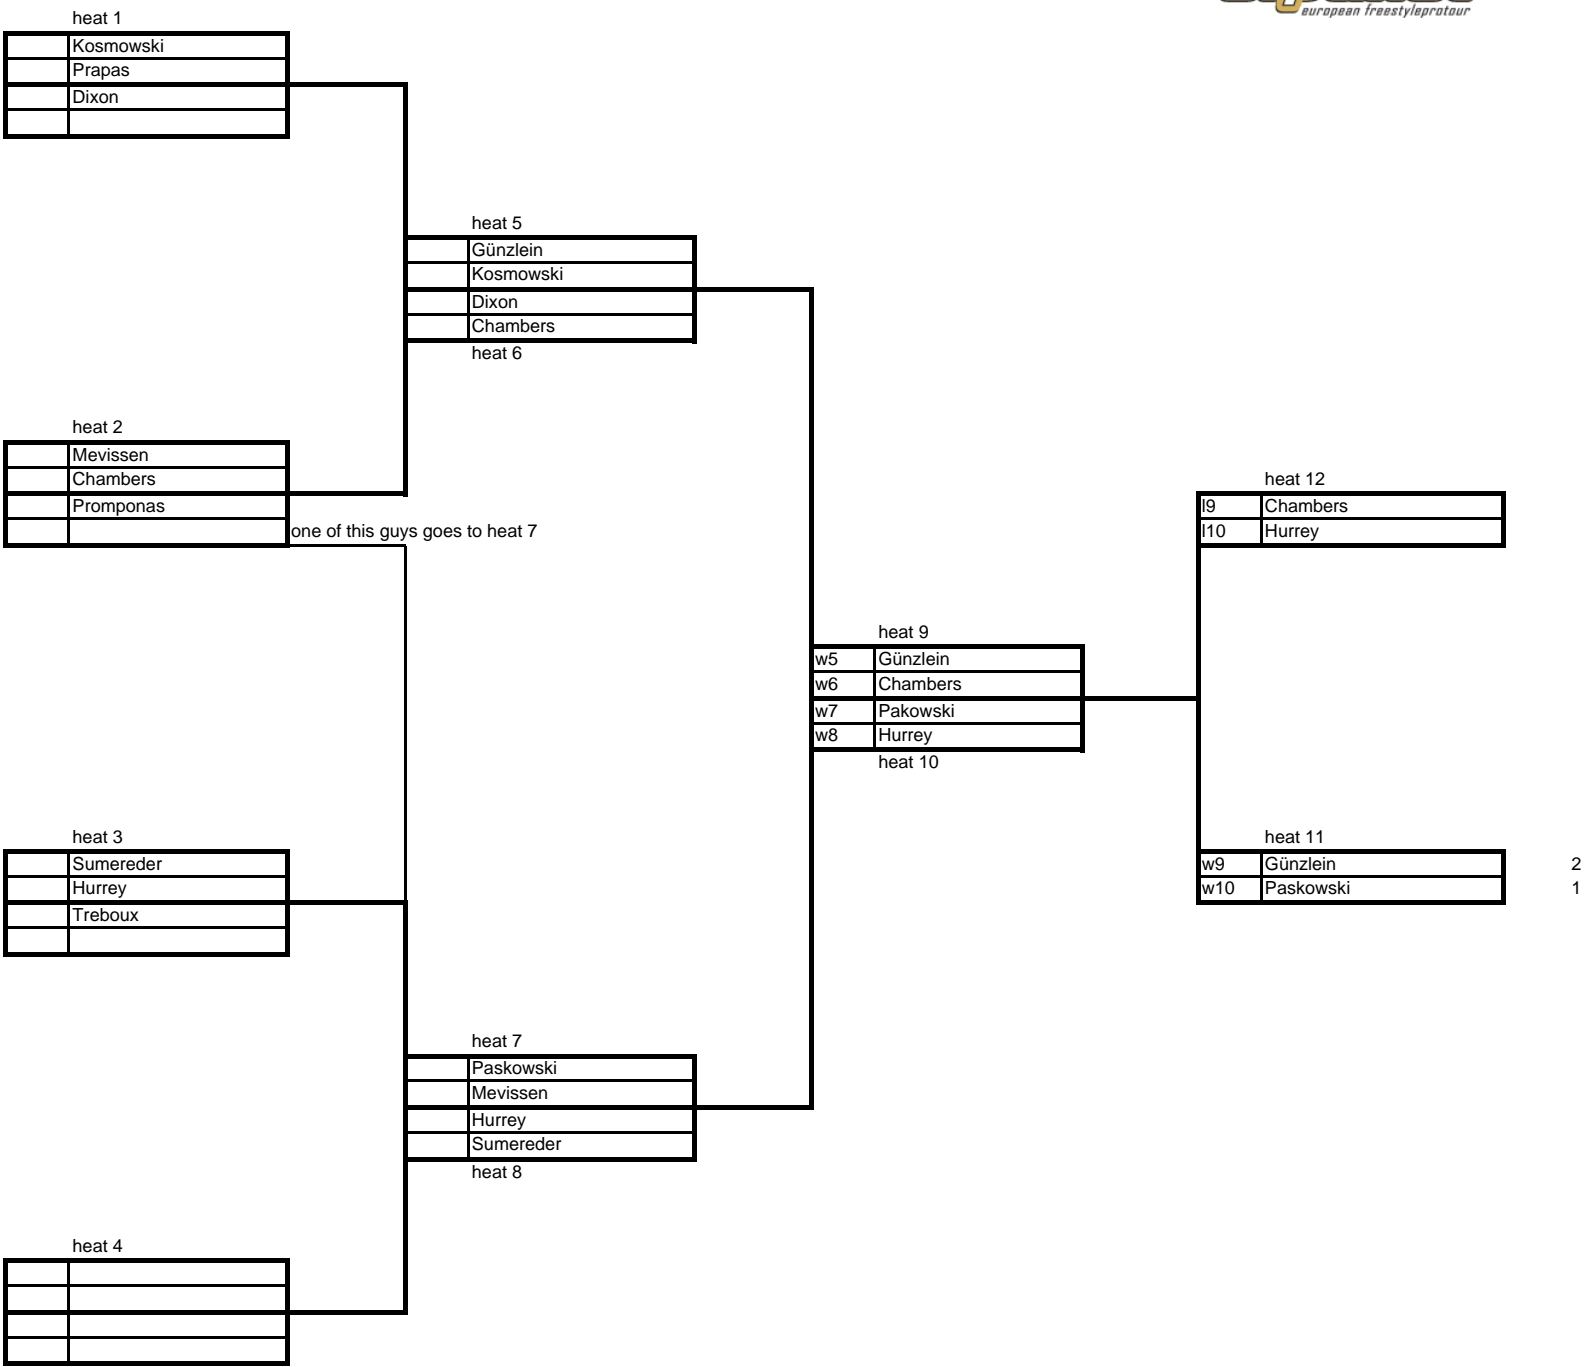 european freestyleprotour
heat 1
Kosmowski
Prapas
Dixon
heat 5
Günzlein
Kosmowski
Dixon
Chambers
heat 6
heat 2
Mevissen
Chambers
Promponas
one of this guys goes to heat 7
heat 12
l9 Chambers
l10 Hurrey
heat 9
w5 Günzlein
w6 Chambers
w7 Pakowski
w8 Hurrey
heat 10
heat 3
Sumereder
Hurrey
Treboux
heat 11
w9 Günzlein 2
w10 Paskowski 1
heat 7
Paskowski
Mevissen
Hurrey
Sumereder
heat 8
heat 4